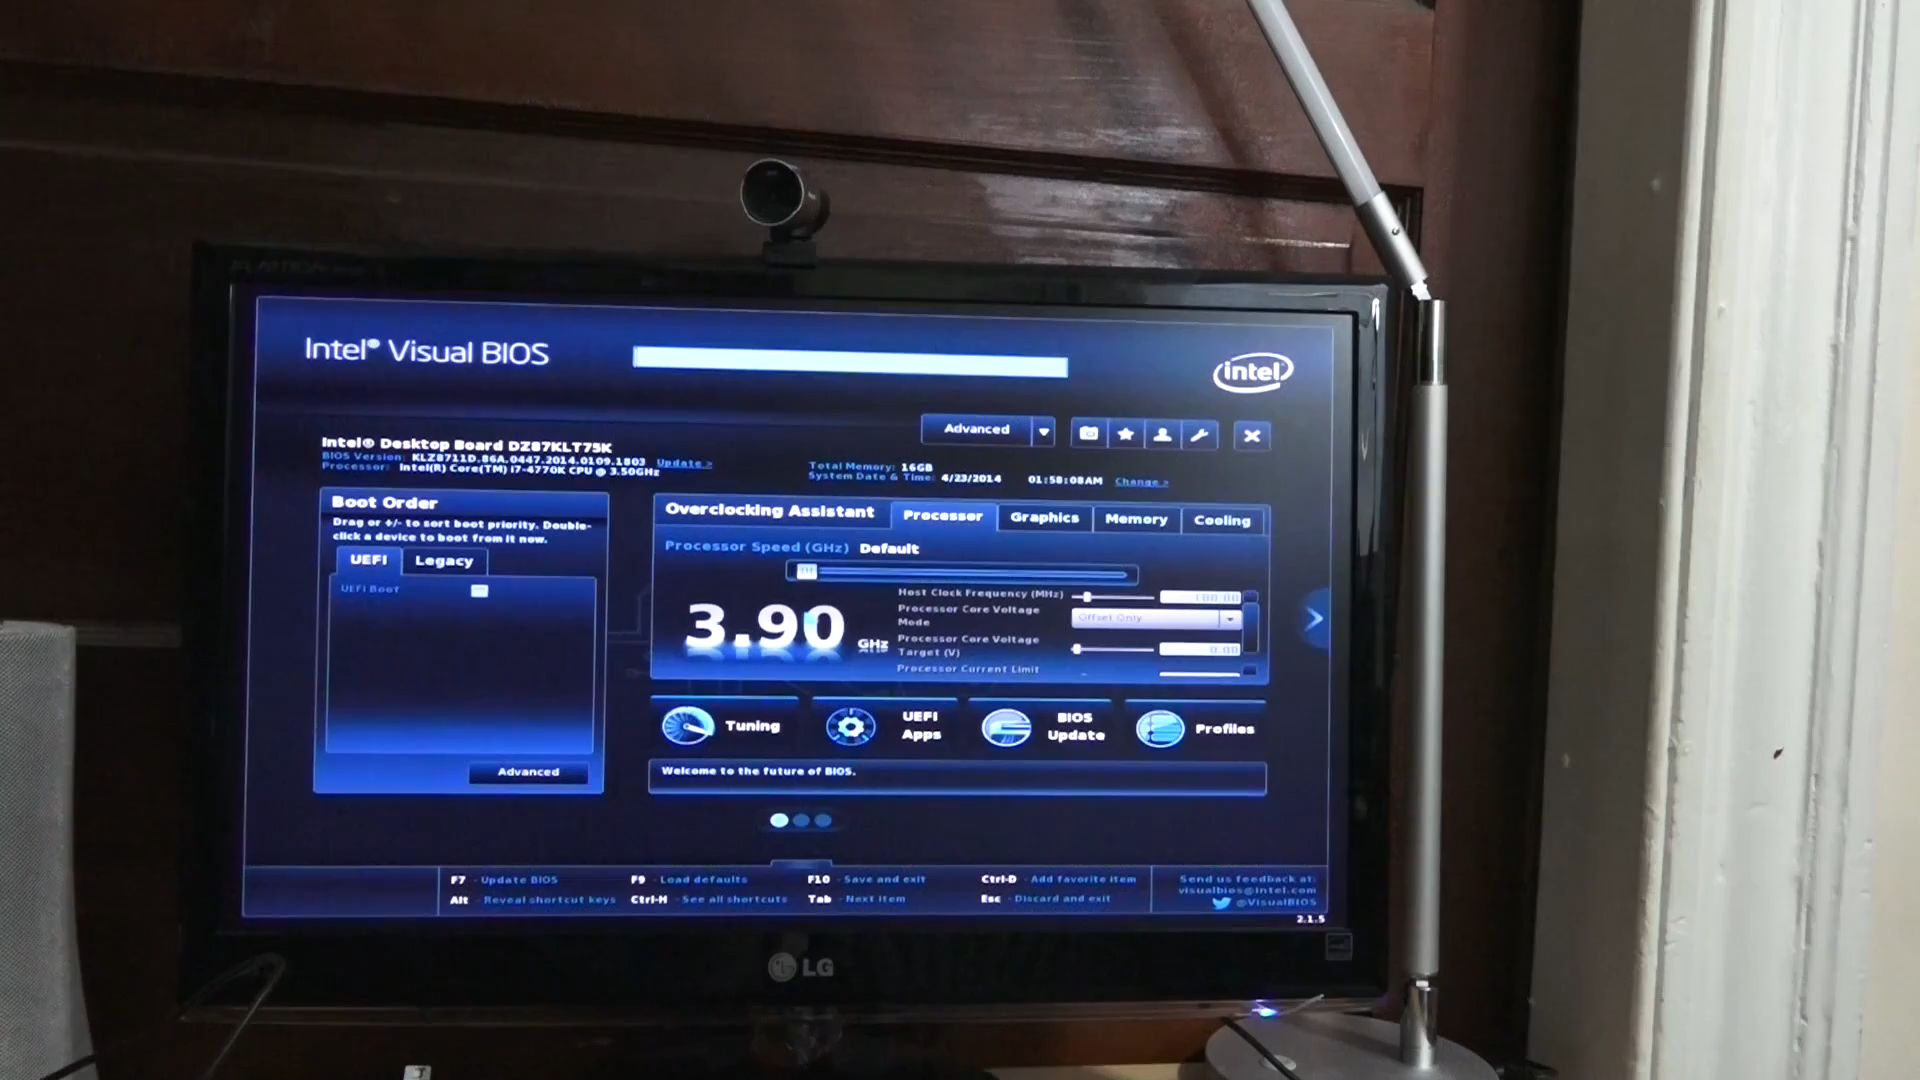 Intel® Visual BIOS
intel
Advanced
Intel® Desktop Board DZ87KLT75K
BIOS Version: KLZ8711D.86A.0447.2014.0109.1803 Update >
Processor: Intel(R) Core(TM) i7-4770K CPU @ 3.50GHz
Total Memory: 16GB
System Date & Time: 4/23/2014 01:58:08AM Change >
Boot Order
Drag or +/- to sort boot priority. Double-
click a device to boot from it now.
UEFI Legacy
UEFI Boot
Advanced
Overclocking Assistant Processor Graphics Memory Cooling
Processor Speed (GHz) Default
3.90 GHz
Host Clock Frequency (MHz) 100.00
Processor Core Voltage
Mode
Offset Only
Processor Core Voltage
Target (V)
0.00
Processor Current Limit
Tuning
UEFI
Apps
BIOS
Update
Profiles
Welcome to the future of BIOS.
F7 - Update BIOS F9 - Load defaults F10 - Save and exit Ctrl-D - Add favorite item
Alt - Reveal shortcut keys Ctrl-H - See all shortcuts Tab - Next item Esc - Discard and exit
Send us feedback at:
visualbios@intel.com
@VisualBIOS
2.1.5
LG